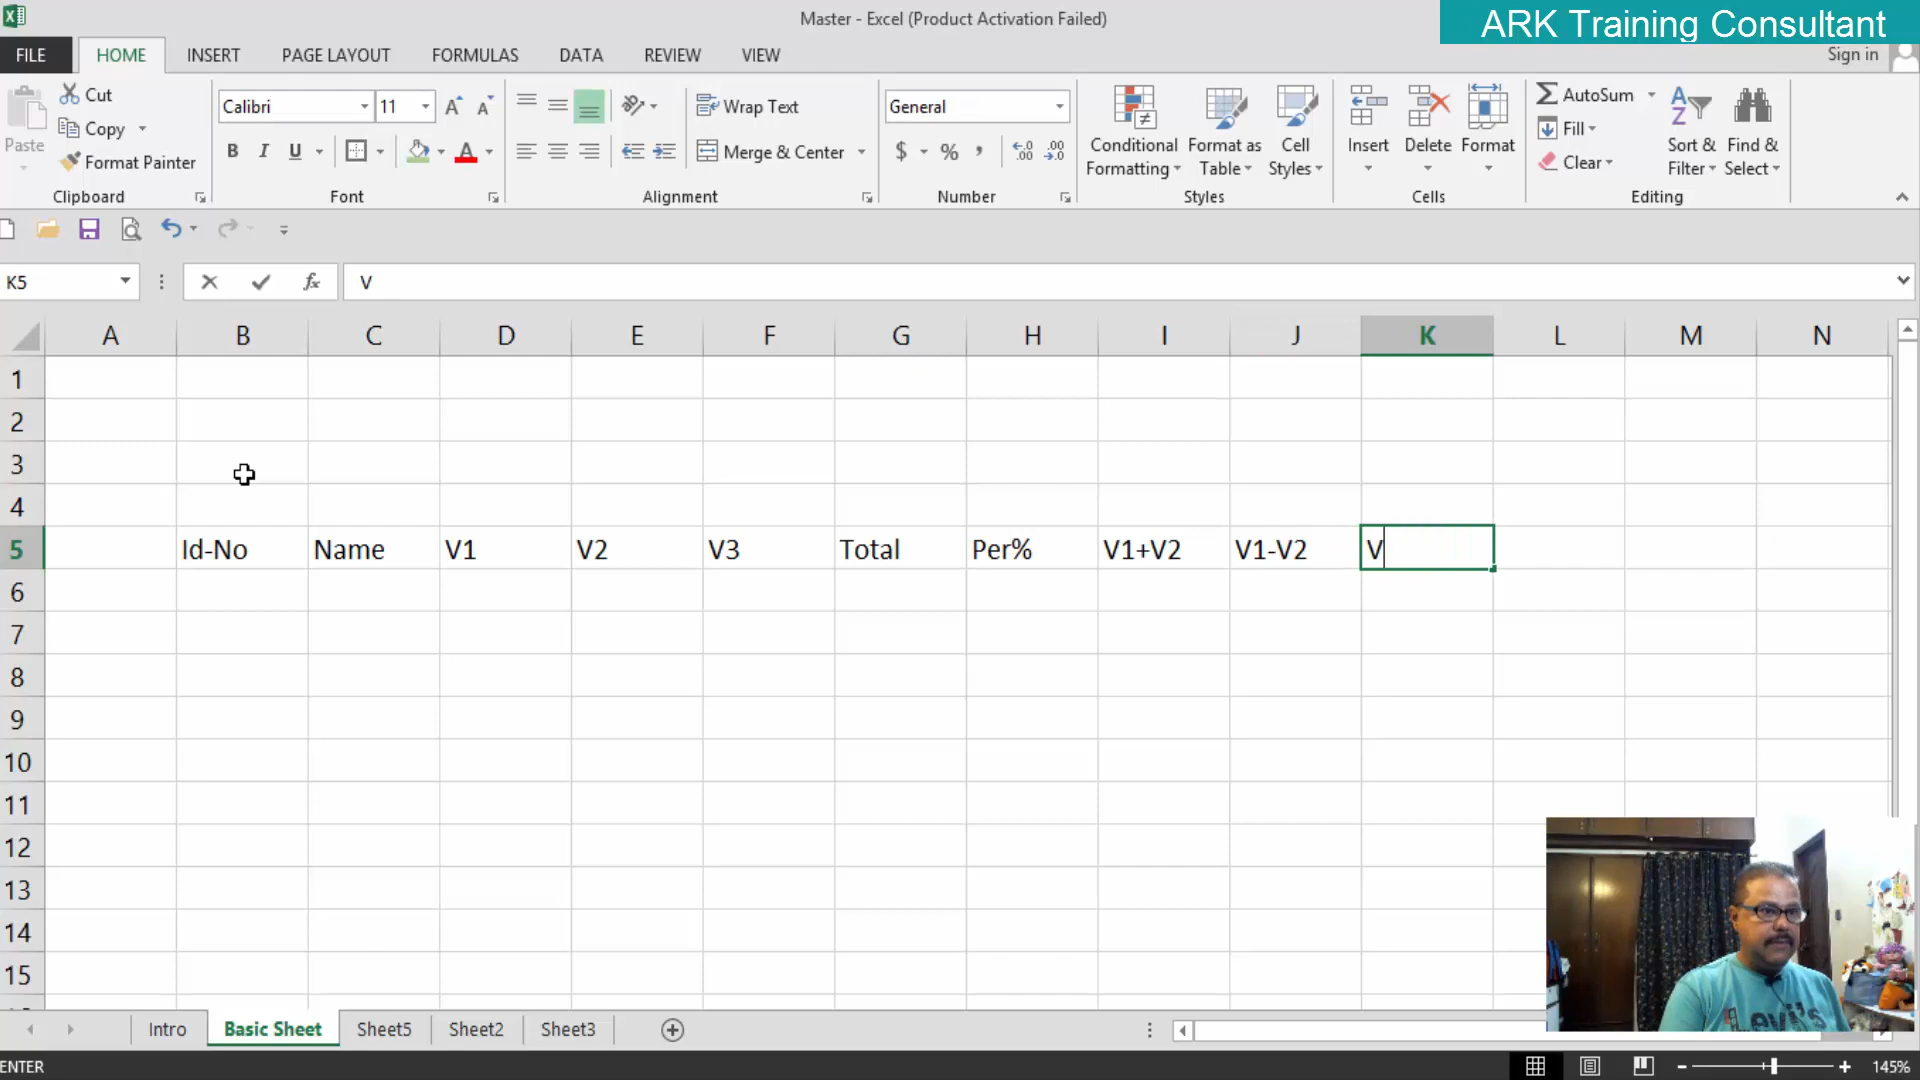 Master - Excel (Product Activation Failed)
ARK Training Consultant
Sign in
FILE HOME INSERT PAGE LAYOUT FORMULAS DATA REVIEW VIEW
Paste
Cut
Copy
Format Painter
Clipboard
Calibri 11
B I U
A
Font
Wrap Text
Merge & Center
Alignment
General
$ % ,
Number
Conditional Formatting
Format as Table
Cell Styles
Styles
Insert
Delete
Format
Cells
AutoSum
Fill
Clear
Sort & Filter
Find & Select
Editing
K5
fx
V
A B C D E F G H I J K L M N
1
2
3
4
5 Id-No Name V1 V2 V3 Total Per% V1+V2 V1-V2 V
6
7
8
9
10
11
12
13
14
15
Intro Basic Sheet Sheet5 Sheet2 Sheet3
ENTER
145%